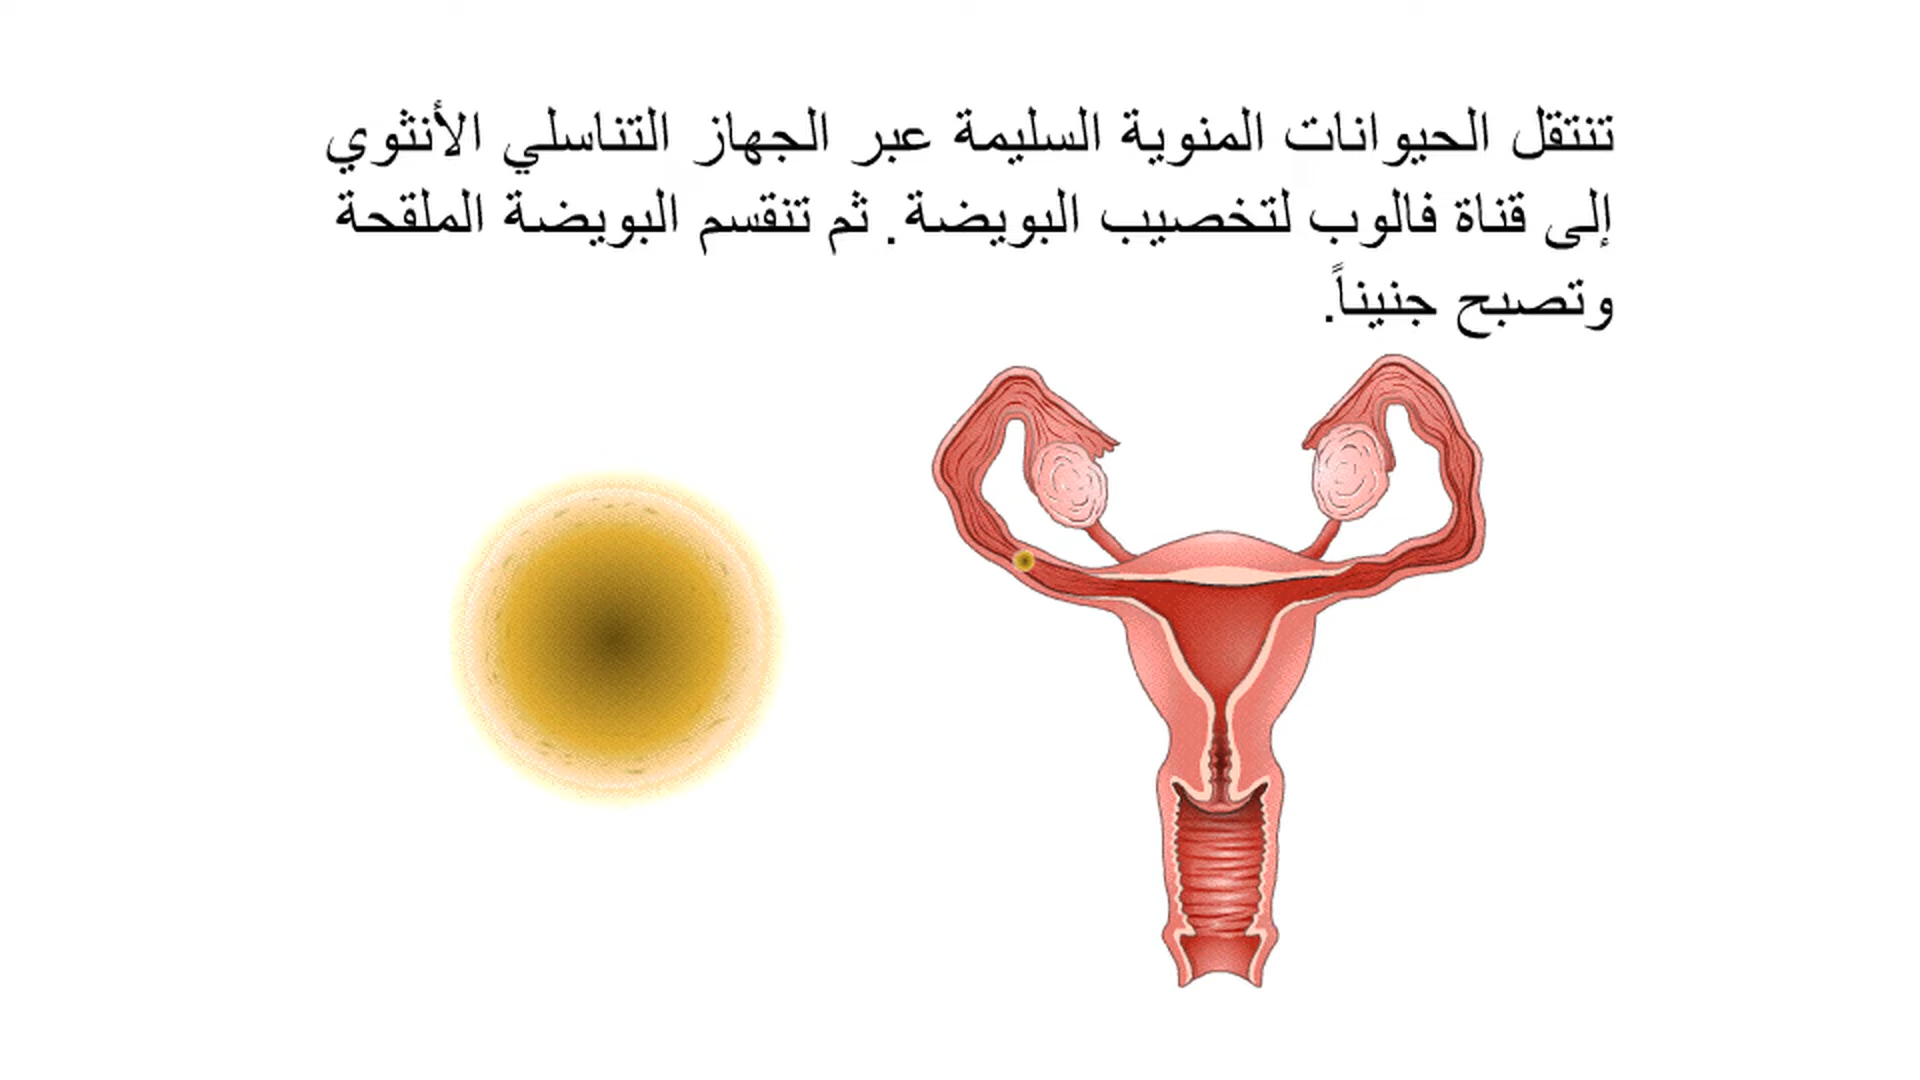 تنتقل الحيوانات المنوية السليمة عبر الجهاز التناسلي الأنثوي
إلى قناة فالوب لتخصيب البويضة. ثم تنقسم البويضة الملقحة
وتصبح جنيناً.